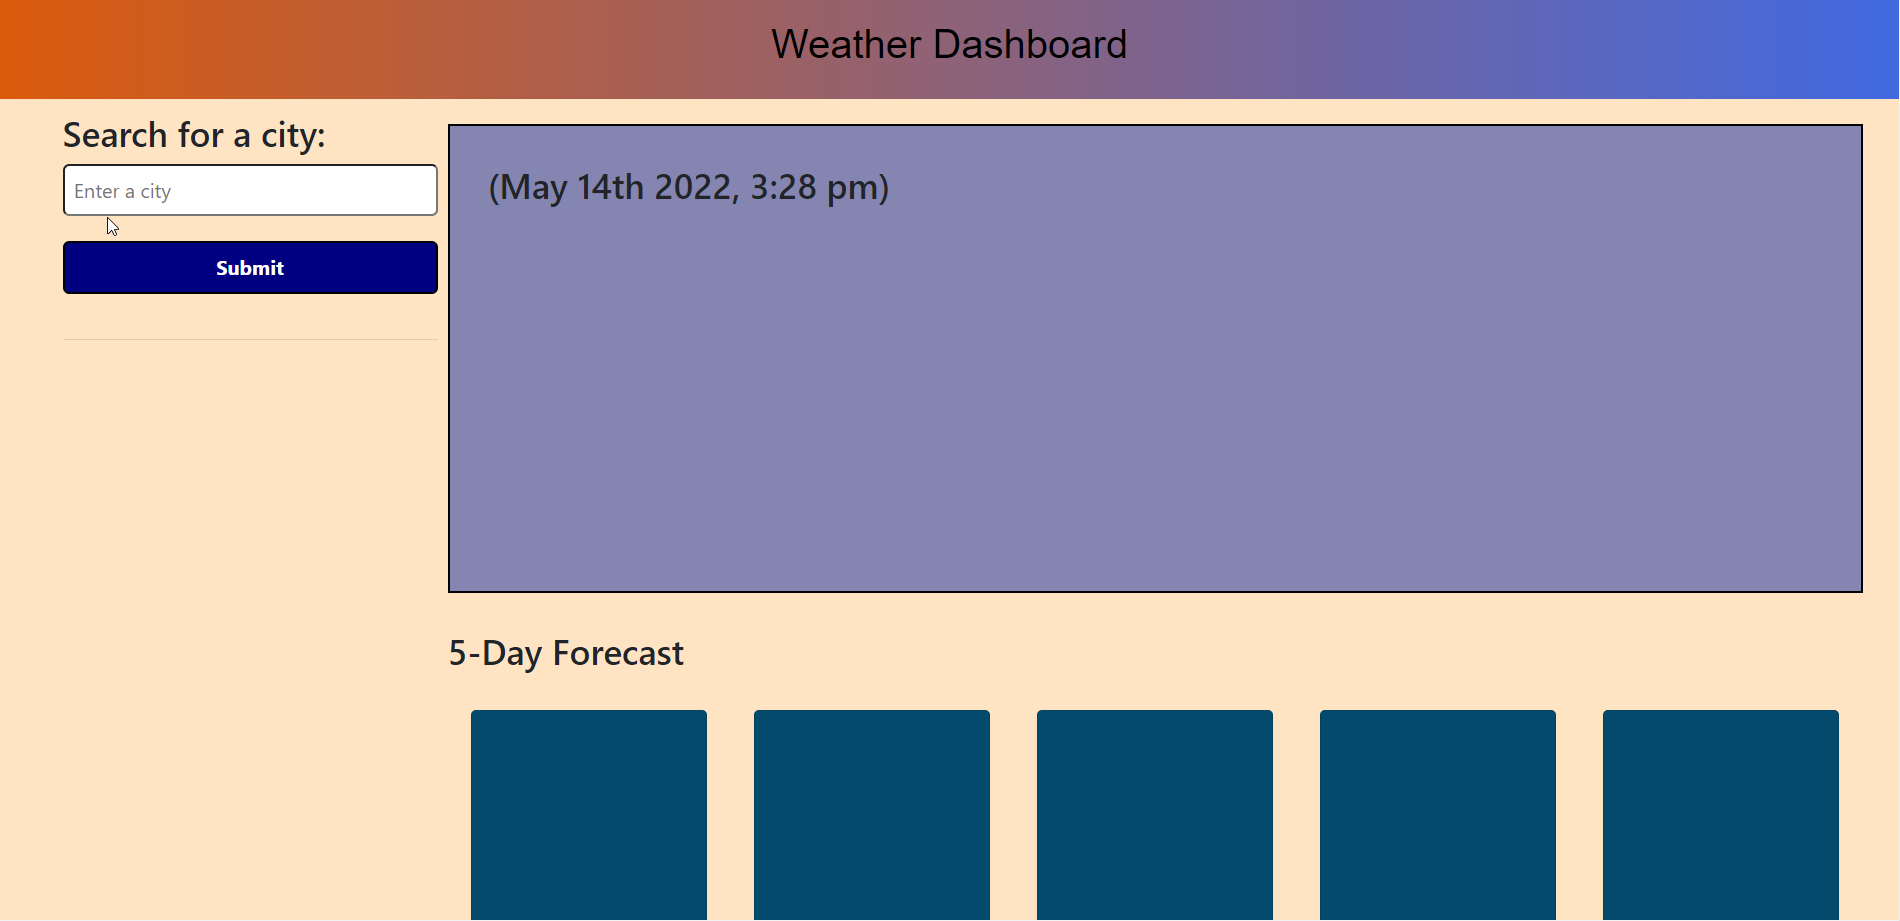 Weather Dashboard
Search for a city:
Enter a city
Submit
(May 14th 2022, 3:28 pm)
5-Day Forecast